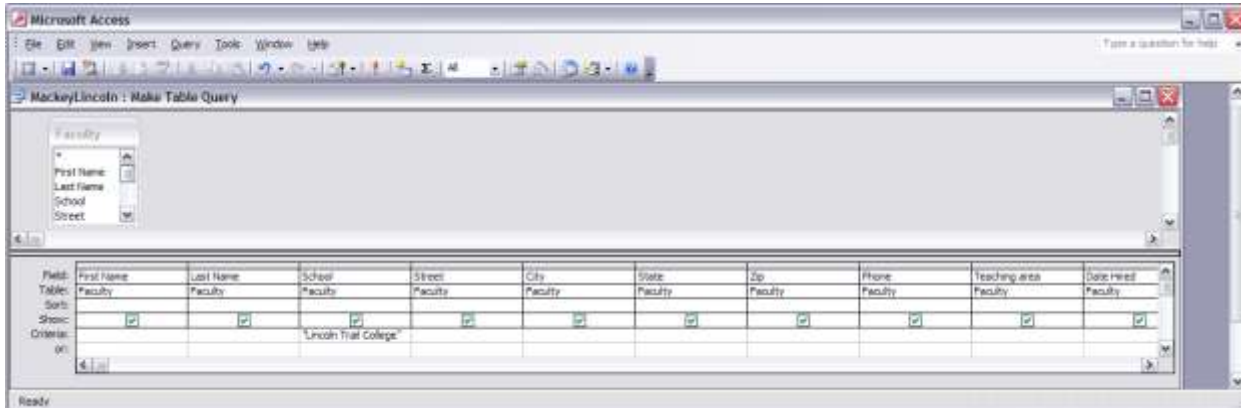 Microsoft Access
File Edit View Insert Query Tools Window Help Type a question for help
All
MackeyLincoln : Make Table Query
Faculty
*
First Name
Last Name
School
Street
Field: First Name Last Name School Street City State Zip Phone Teaching area Date Hired
Table: Faculty Faculty Faculty Faculty Faculty Faculty Faculty Faculty Faculty Faculty
Sort:
Show:
Criteria: "Lincoln Trail College"
or:
Ready